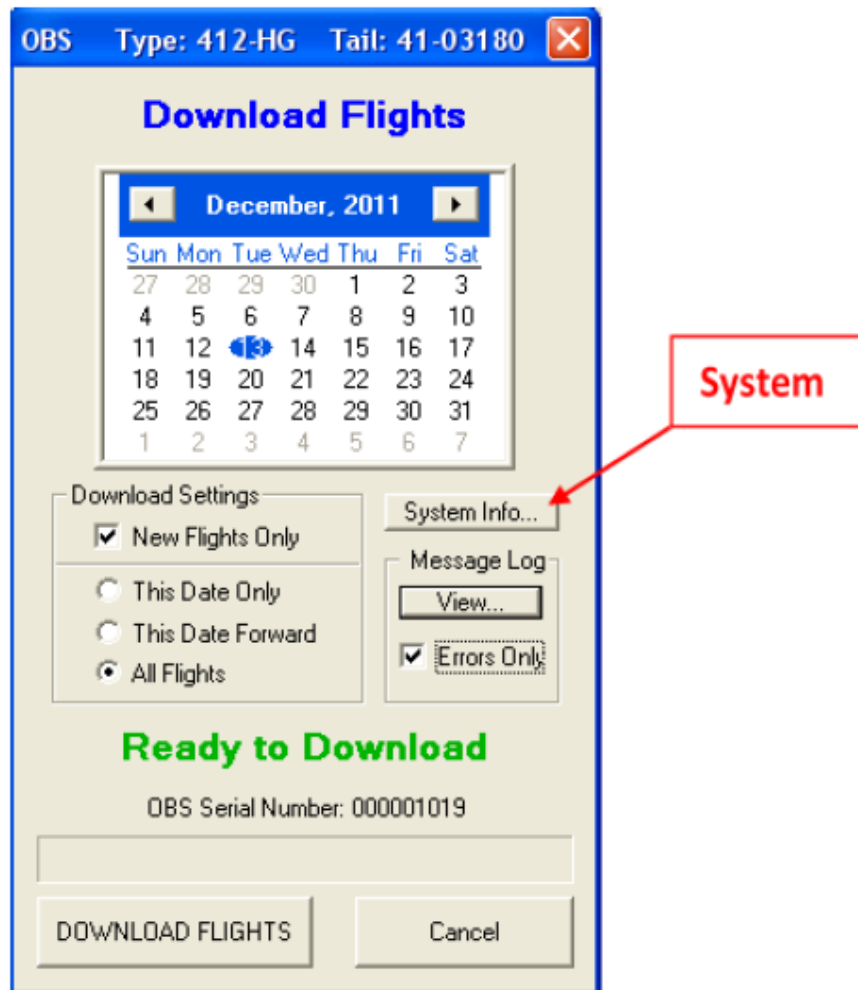 OBS Type: 412-HG Tail: 41-03180
Download Flights
December, 2011
Sun Mon Tue Wed Thu Fri Sat
27 28 29 30 1 2 3
4 5 6 7 8 9 10
11 12 13 14 15 16 17
18 19 20 21 22 23 24
25 26 27 28 29 30 31
1 2 3 4 5 6 7
System
Download Settings
New Flights Only
This Date Only
This Date Forward
All Flights
System Info...
Message Log
View...
Errors Only
Ready to Download
OBS Serial Number: 000001019
DOWNLOAD FLIGHTS
Cancel